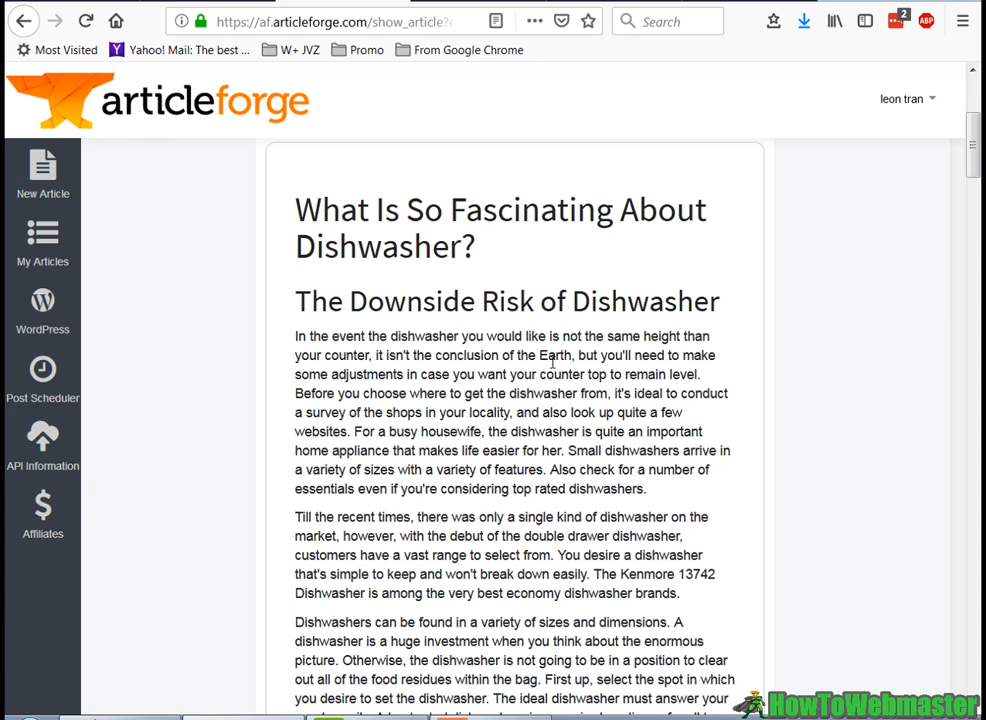 https://af.articleforge.com/show_article?
Search
2
ABP
Most Visited
Yahoo! Mail: The best ...
W+ JVZ
Promo
From Google Chrome
articleforge
leon tran
New Article
My Articles
WordPress
Post Scheduler
API Information
Affiliates
What Is So Fascinating About
Dishwasher?
The Downside Risk of Dishwasher
In the event the dishwasher you would like is not the same height than
your counter, it isn't the conclusion of the Earth, but you'll need to make
some adjustments in case you want your counter top to remain level.
Before you choose where to get the dishwasher from, it's ideal to conduct
a survey of the shops in your locality, and also look up quite a few
websites. For a busy housewife, the dishwasher is quite an important
home appliance that makes life easier for her. Small dishwashers arrive in
a variety of sizes with a variety of features. Also check for a number of
essentials even if you're considering top rated dishwashers.
Till the recent times, there was only a single kind of dishwasher on the
market, however, with the debut of the double drawer dishwasher,
customers have a vast range to select from. You desire a dishwasher
that's simple to keep and won't break down easily. The Kenmore 13742
Dishwasher is among the very best economy dishwasher brands.
Dishwashers can be found in a variety of sizes and dimensions. A
dishwasher is a huge investment when you think about the enormous
picture. Otherwise, the dishwasher is not going to be in a position to clear
out all of the food residues within the bag. First up, select the spot in which
you desire to set the dishwasher. The ideal dishwasher must answer your
HowToWebmaster